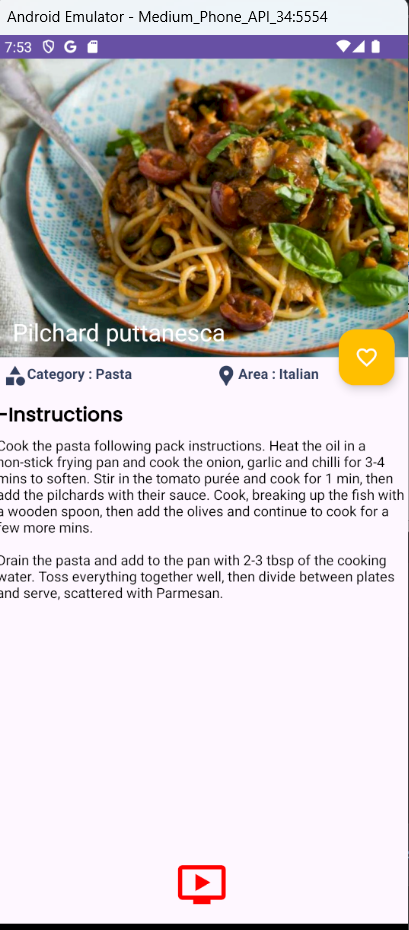 Android Emulator - Medium_Phone_API_34:5554
7:53
Pilchard puttanesca
Category : Pasta
Area : Italian
-Instructions
Cook the pasta following pack instructions. Heat the oil in a
non-stick frying pan and cook the onion, garlic and chilli for 3-4
mins to soften. Stir in the tomato purée and cook for 1 min, then
add the pilchards with their sauce. Cook, breaking up the fish with
a wooden spoon, then add the olives and continue to cook for a
few more mins.
Drain the pasta and add to the pan with 2-3 tbsp of the cooking
water. Toss everything together well, then divide between plates
and serve, scattered with Parmesan.